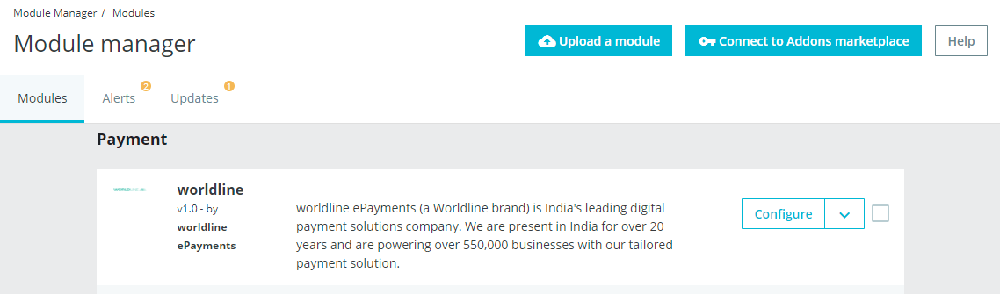 Module Manager / Modules
Module manager
Upload a module
Connect to Addons marketplace
Help
Modules
Alerts
2
Updates
1
Payment
WORLDLINE
worldline
v1.0 - by
worldline
ePayments
worldline ePayments (a Worldline brand) is India's leading digital
payment solutions company. We are present in India for over 20
years and are powering over 550,000 businesses with our tailored
payment solution.
Configure